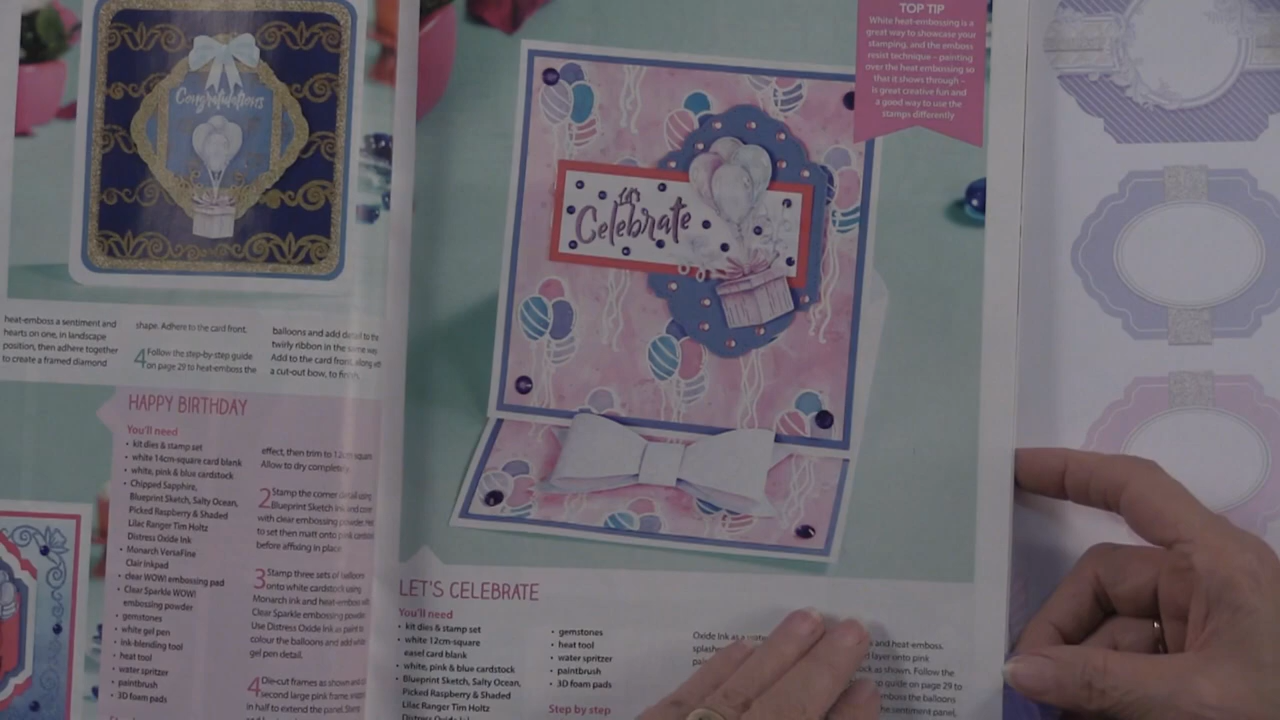 Congratulations
heat-emboss a sentiment and
hearts on one, in landscape
position, then adhere together
to create a framed diamond
shape. Adhere to the card front.
4 Follow the step-by-step guide
on page 29 to heat-emboss the
balloons and add detail to the
twirly ribbon in the same way.
Add to the card front, along with
a cut-out bow, to finish.
HAPPY BIRTHDAY
You'll need
• kit dies & stamp set
• white 14cm-square card blank
• white, pink & blue cardstock
• Chipped Sapphire,
Blueprint Sketch, Salty Ocean,
Picked Raspberry & Shaded
Lilac Ranger Tim Holtz
Distress Oxide Ink
• Monarch VersaFine
Clair inkpad
• clear WOW! embossing pad
• Clear Sparkle WOW!
embossing powder
• gemstones
• white gel pen
• ink-blending tool
• heat tool
• water spritzer
• paintbrush
• 3D foam pads
effect, then trim to
Allow to dry completely.
2 Stamp the corner detail using
Blueprint Sketch ink and cover
with clear embossing powder.
to set then matt onto pink cardstock
before affixing in place.
3 Stamp three sets of balloons
onto white cardstock using
Monarch ink and heat-emboss with
Clear Sparkle embossing powder.
Use Distress Oxide Ink as paint to
colour the balloons and add white
gel pen detail.
4 Die-cut frames as shown and
second large pink frame
in half to extend the panel. Stamp
TOP TIP
White heat-embossing is a
great way to showcase your
stamping, and the emboss
resist technique – painting
over the heat embossing so
that it shows through –
is great creative fun and
a good way to use the
stamps differently
Let's
Celebrate
LET'S CELEBRATE
You'll need
• kit dies & stamp set
• white 12cm-square
easel card blank
• white, pink & blue cardstock
• Blueprint Sketch, Salty Ocean,
Picked Raspberry & Shaded
Lilac Ranger Tim Holtz
Distress Oxide Ink
• gemstones
• heat tool
• water spritzer
• paintbrush
• 3D foam pads
Step by step
Oxide Ink as a
and heat-emboss.
layer onto pink
as shown. Follow the
guide on page 29 to
emboss the balloons
the sentiment panel,